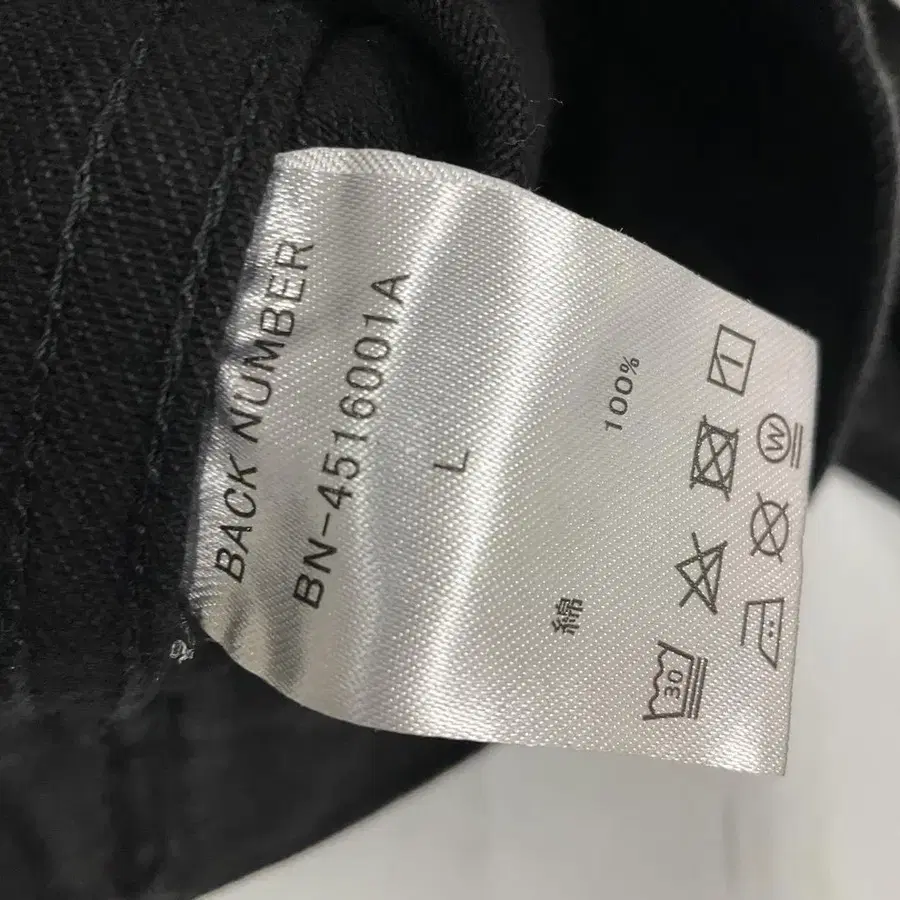 BACK NUMBER
BN-4516001A
L
綿 100%
30
W